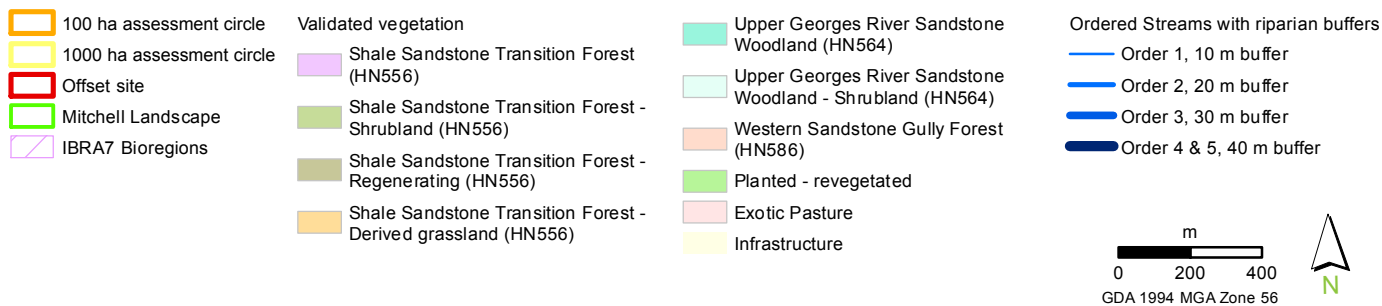 100 ha assessment circle
1000 ha assessment circle
Offset site
Mitchell Landscape
IBRA7 Bioregions
Validated vegetation
Shale Sandstone Transition Forest
(HN556)
Shale Sandstone Transition Forest -
Shrubland (HN556)
Shale Sandstone Transition Forest -
Regenerating (HN556)
Shale Sandstone Transition Forest -
Derived grassland (HN556)
Upper Georges River Sandstone
Woodland (HN564)
Upper Georges River Sandstone
Woodland - Shrubland (HN564)
Western Sandstone Gully Forest
(HN586)
Planted - revegetated
Exotic Pasture
Infrastructure
Ordered Streams with riparian buffers
Order 1, 10 m buffer
Order 2, 20 m buffer
Order 3, 30 m buffer
Order 4 & 5, 40 m buffer
m
0 200 400
GDA 1994 MGA Zone 56
N